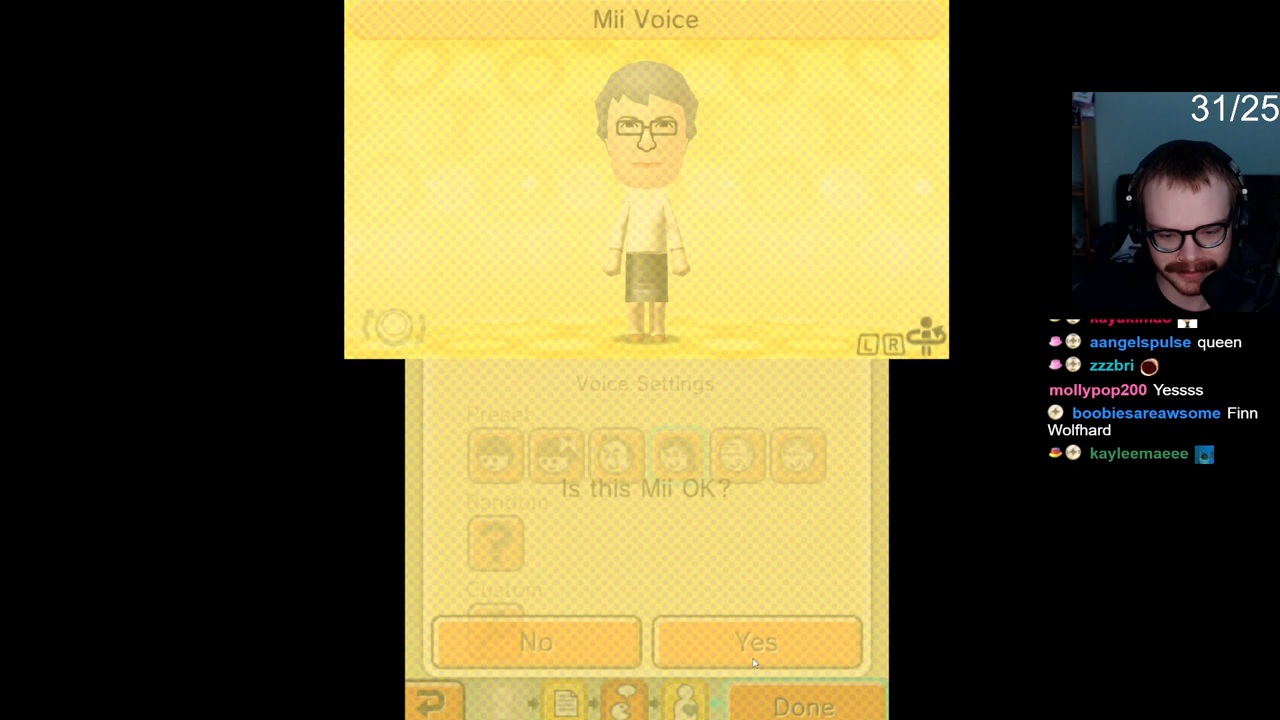 Mii Voice
31/25
L R
kayukimao
aangelspulse queen
zzzbri
mollypop200 Yessss
boobiesareawsome Finn
Wolfhard
kayleemaeee
Voice Settings
Preset
Is this Mii OK?
Random
?
Custom
No
Yes
Done